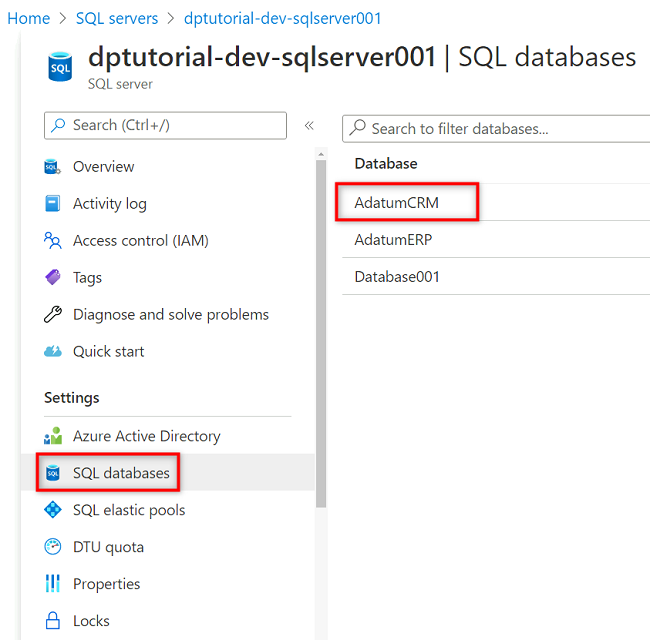 Home > SQL servers > dptutorial-dev-sqlserver001
dptutorial-dev-sqlserver001 | SQL databases
SQL
SQL server
Search (Ctrl+/)
«
Search to filter databases...
Database
AdatumCRM
AdatumERP
Database001
Overview
Activity log
Access control (IAM)
Tags
Diagnose and solve problems
Quick start
Settings
Azure Active Directory
SQL databases
SQL elastic pools
DTU quota
Properties
Locks